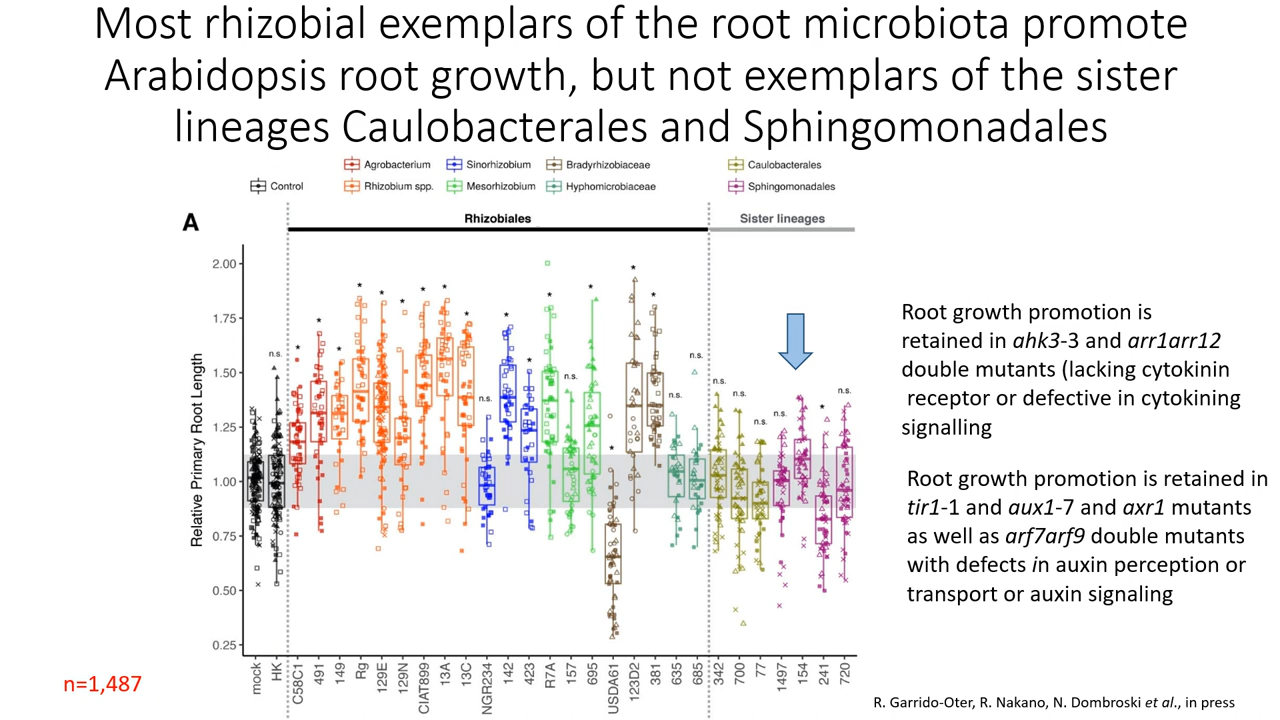 Most rhizobial exemplars of the root microbiota promote
Arabidopsis root growth, but not exemplars of the sister
lineages Caulobacterales and Sphingomonadales
Control
Agrobacterium
Sinorhizobium
Bradyrhizobiaceae
Caulobacterales
Rhizobium spp.
Mesorhizobium
Hyphomicrobiaceae
Sphingomonadales
A
Rhizobiales
Sister lineages
Relative Primary Root Length
2.00
1.75
1.50
1.25
1.00
0.75
0.50
0.25
n.s.
*
*
*
*
*
*
*
*
*
n.s.
*
*
*
n.s.
*
*
*
*
n.s.
n.s.
n.s.
n.s.
n.s.
n.s.
*
n.s.
mock
HK
C58C1
491
149
Rg
129E
129N
CIAT899
13A
13C
NGR234
142
423
R7A
157
695
USDA61
123D2
381
635
685
342
700
77
1497
154
241
720
Root growth promotion is
retained in ahk3-3 and arr1arr12
double mutants (lacking cytokinin
receptor or defective in cytokining
signalling
Root growth promotion is retained in
tir1-1 and aux1-7 and axr1 mutants
as well as arf7arf9 double mutants
with defects in auxin perception or
transport or auxin signaling
n=1,487
R. Garrido-Oter, R. Nakano, N. Dombroski et al., in press